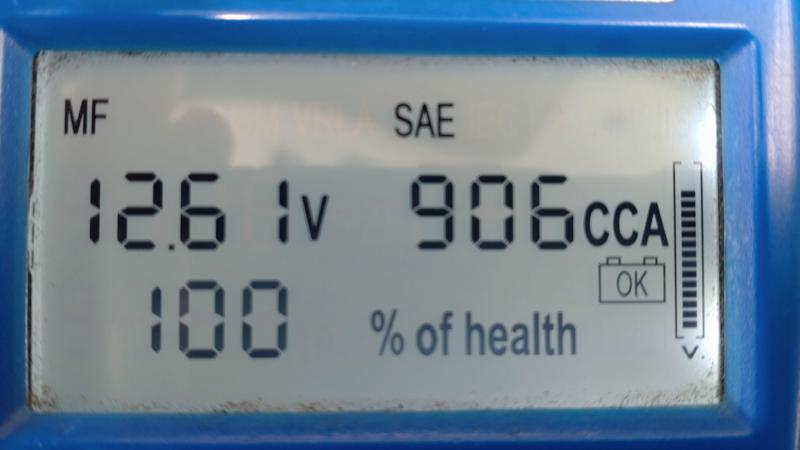 MF SAE
12.61V 906CCA
OK
100 % of health